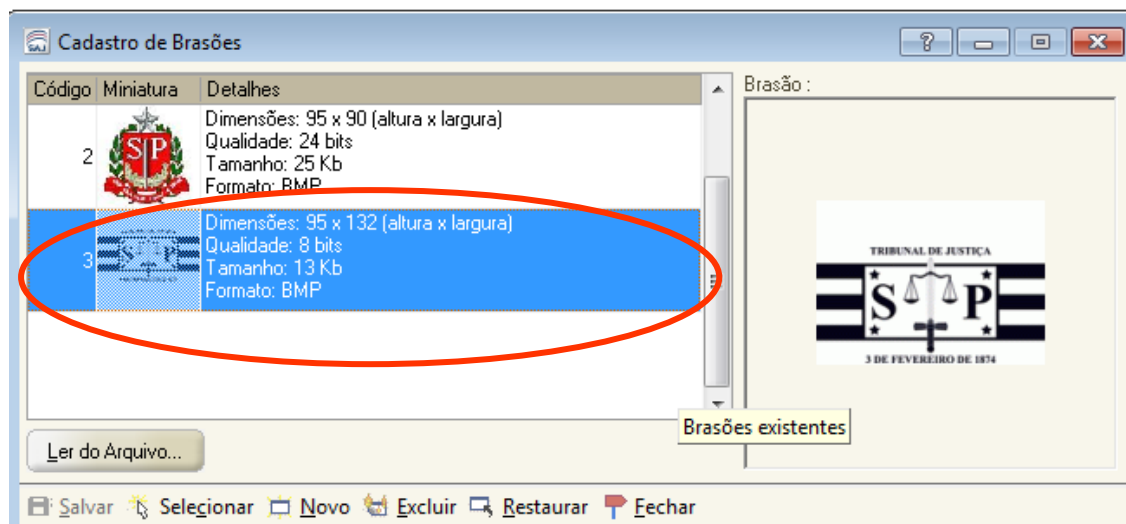 SAJ Cadastro de Brasões
?
Código Miniatura Detalhes
Brasão :
2
SP
Dimensões: 95 x 90 (altura x largura)
Qualidade: 24 bits
Tamanho: 25 Kb
Formato: BMP
3
S P
Dimensões: 95 x 132 (altura x largura)
Qualidade: 8 bits
Tamanho: 13 Kb
Formato: BMP
TRIBUNAL DE JUSTIÇA
S P
3 DE FEVEREIRO DE 1874
Brasões existentes
Ler do Arquivo...
Salvar Selecionar Novo Excluir Restaurar Fechar